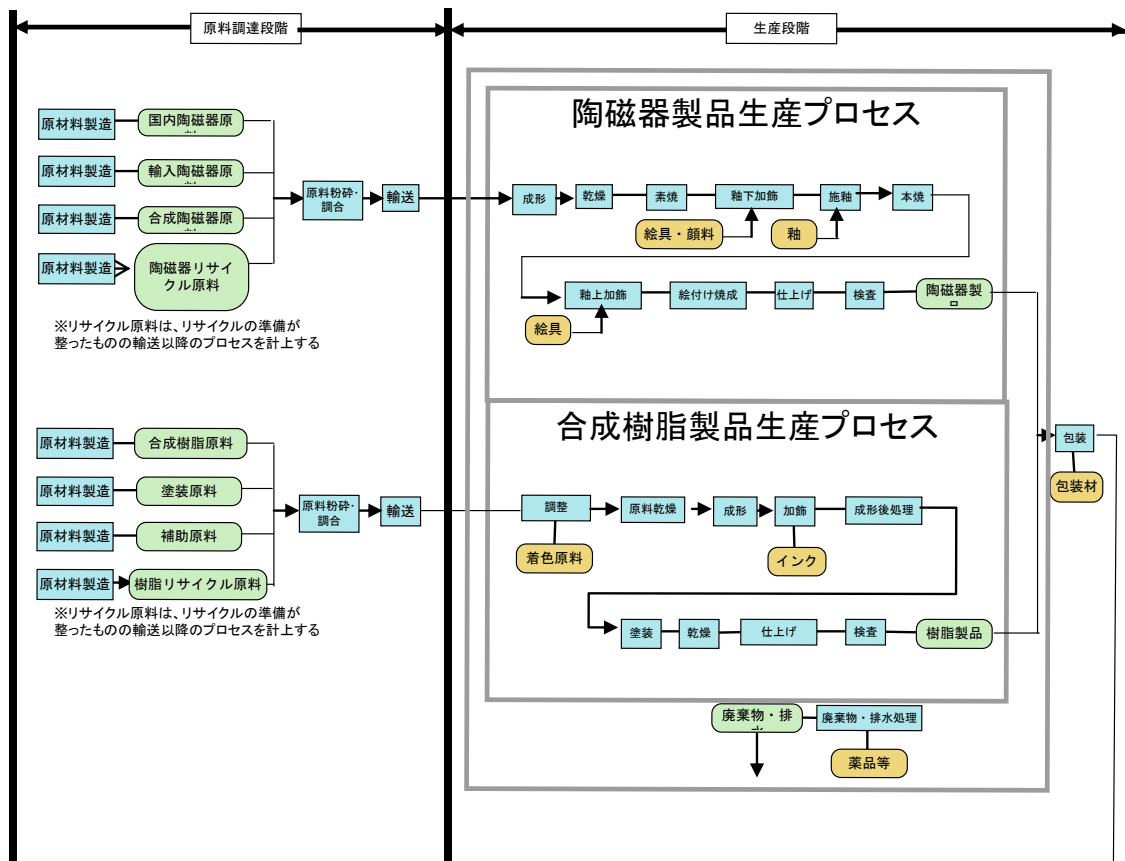 原料調達段階
生産段階
陶磁器製品生産プロセス
原材料製造
国内陶磁器原
原材料製造
輸入陶磁器原
原材料製造
合成陶磁器原
原材料製造
陶磁器リサイ
クル原料
原料粉砕・
調合
輸送
※リサイクル原料は、リサイクルの準備が
整ったものの輸送以降のプロセスを計上する
成形
乾燥
素焼
釉下加飾
施釉
本焼
絵具・顔料
釉
釉上加飾
絵付け焼成
仕上げ
検査
陶磁器製
絵具
合成樹脂製品生産プロセス
原材料製造
合成樹脂原料
原材料製造
塗装原料
原材料製造
補助原料
原材料製造
樹脂リサイクル原料
原料粉砕・
調合
輸送
※リサイクル原料は、リサイクルの準備が
整ったものの輸送以降のプロセスを計上する
調整
原料乾燥
成形
加飾
成形後処理
着色原料
インク
塗装
乾燥
仕上げ
検査
樹脂製品
包装
包装材
廃棄物・排
廃棄物・排水処理
薬品等